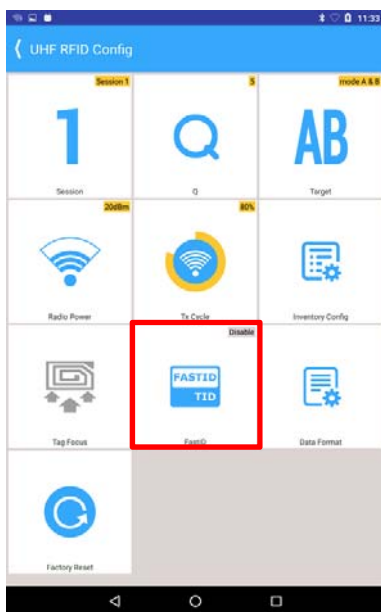 11:33
UHF RFID Config
Session 1
1
Session
5
Q
Q
mode A & B
AB
Target
20dBm
Radio Power
80%
Tx Cycle
Inventory Config
Tag Focus
Disable
FASTID
TID
FastID
Data Format
Factory Reset